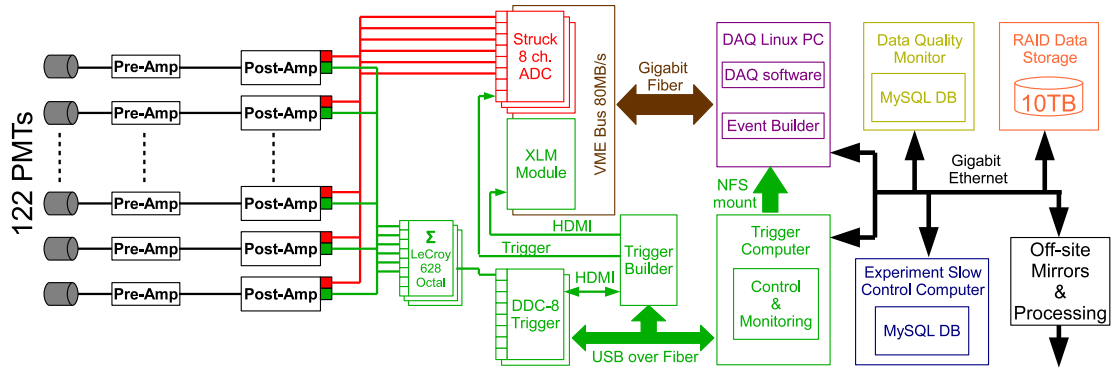 122 PMTs
Pre-Amp
Post-Amp
Pre-Amp
Post-Amp
Pre-Amp
Post-Amp
Pre-Amp
Post-Amp
Pre-Amp
Post-Amp
Σ
LeCroy
628
Octal
Struck
8 ch.
ADC
XLM
Module
VME Bus 80MB/s
HDMI
Trigger
DDC-8
Trigger
HDMI
Trigger
Builder
USB over Fiber
Gigabit
Fiber
DAQ Linux PC
DAQ software
Event Builder
NFS
mount
Trigger
Computer
Control
&
Monitoring
Data Quality
Monitor
MySQL DB
RAID Data
Storage
10TB
Gigabit
Ethernet
Experiment Slow
Control Computer
MySQL DB
Off-site
Mirrors
&
Processing